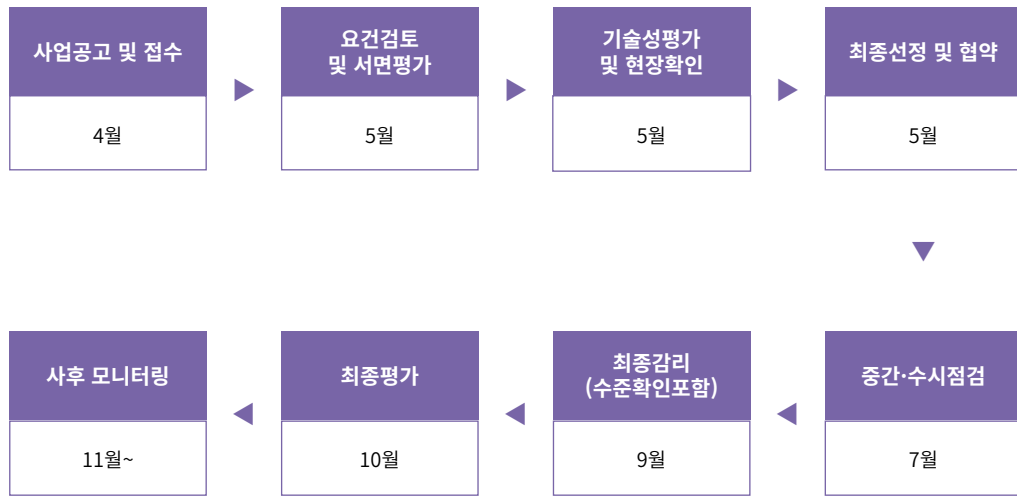 사업공고 및 접수
4월
요건검토
및 서면평가
5월
기술성평가
및 현장확인
5월
최종선정 및 협약
5월
중간·수시점검
7월
최종감리
(수준확인포함)
9월
최종평가
10월
사후 모니터링
11월~